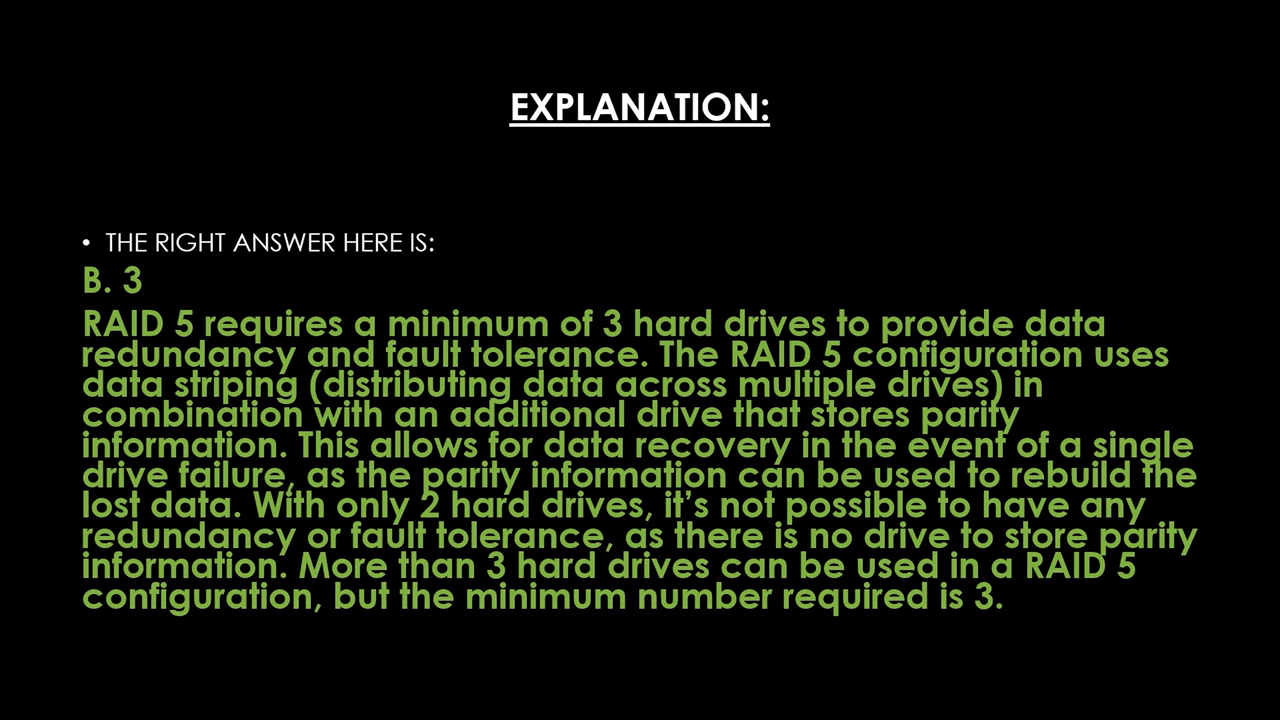 EXPLANATION:
• THE RIGHT ANSWER HERE IS:
B. 3
RAID 5 requires a minimum of 3 hard drives to provide data
redundancy and fault tolerance. The RAID 5 configuration uses
data striping (distributing data across multiple drives) in
combination with an additional drive that stores parity
information. This allows for data recovery in the event of a single
drive failure, as the parity information can be used to rebuild the
lost data. With only 2 hard drives, it’s not possible to have any
redundancy or fault tolerance, as there is no drive to store parity
information. More than 3 hard drives can be used in a RAID 5
configuration, but the minimum number required is 3.